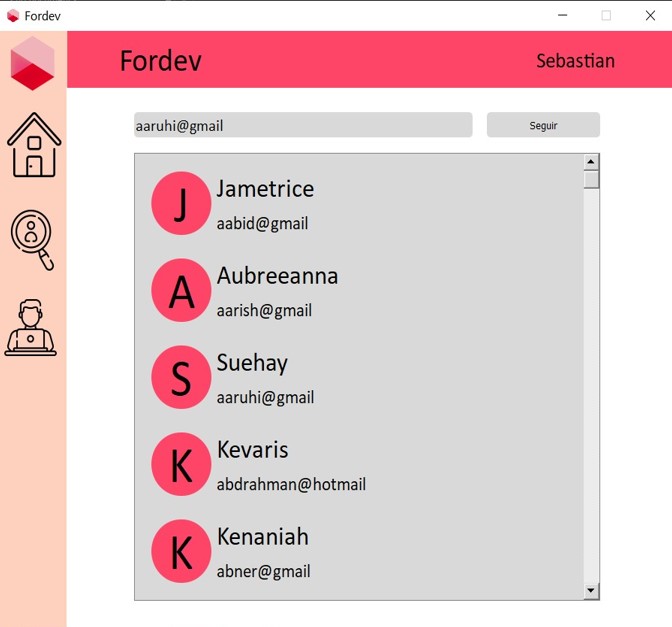 Fordev
Fordev
Sebastian
aaruhi@gmail
Seguir
J
Jametrice
aabid@gmail
A
Aubreeanna
aarish@gmail
S
Suehay
aaruhi@gmail
K
Kevaris
abdrahman@hotmail
K
Kenaniah
abner@gmail